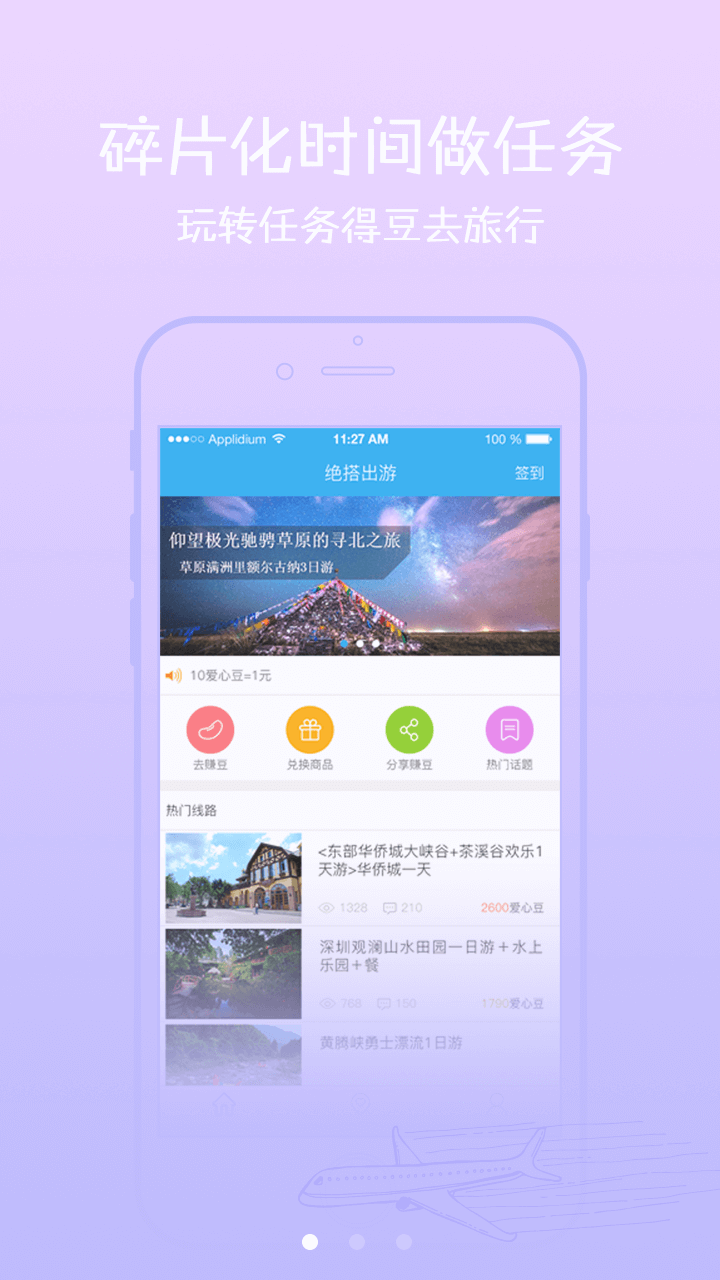 碎片化时间做任务
玩转任务得豆去旅行
Applidium 11:27 AM 100 %
绝搭出游 签到
仰望极光驰骋草原的寻北之旅
草原满洲里额尔古纳3日游
10爱心豆=1元
去赚豆 兑换商品 分享赚豆 热门话题
热门线路
<东部华侨城大峡谷+茶溪谷欢乐1
天游>华侨城一天
1328 210 2600爱心豆
深圳观澜山水田园一日游＋水上
乐园＋餐
768 150 1790爱心豆
黄腾峡勇士漂流1日游